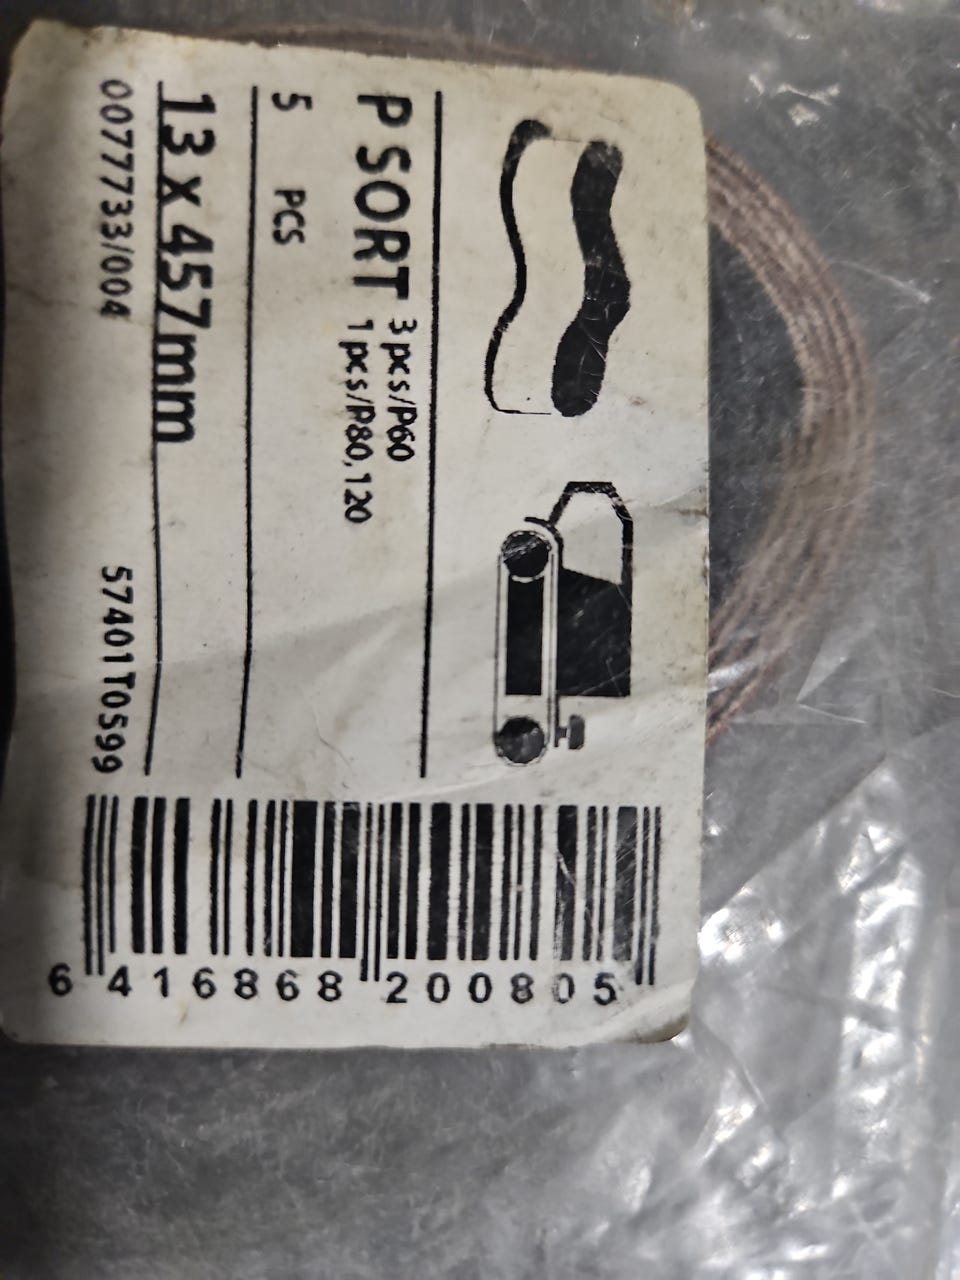 P SORT 3 pcs/P60
1 pcs/P80,120
5 PCS
13 x 457mm
0077733/004 57401T0599
6 416868 200805